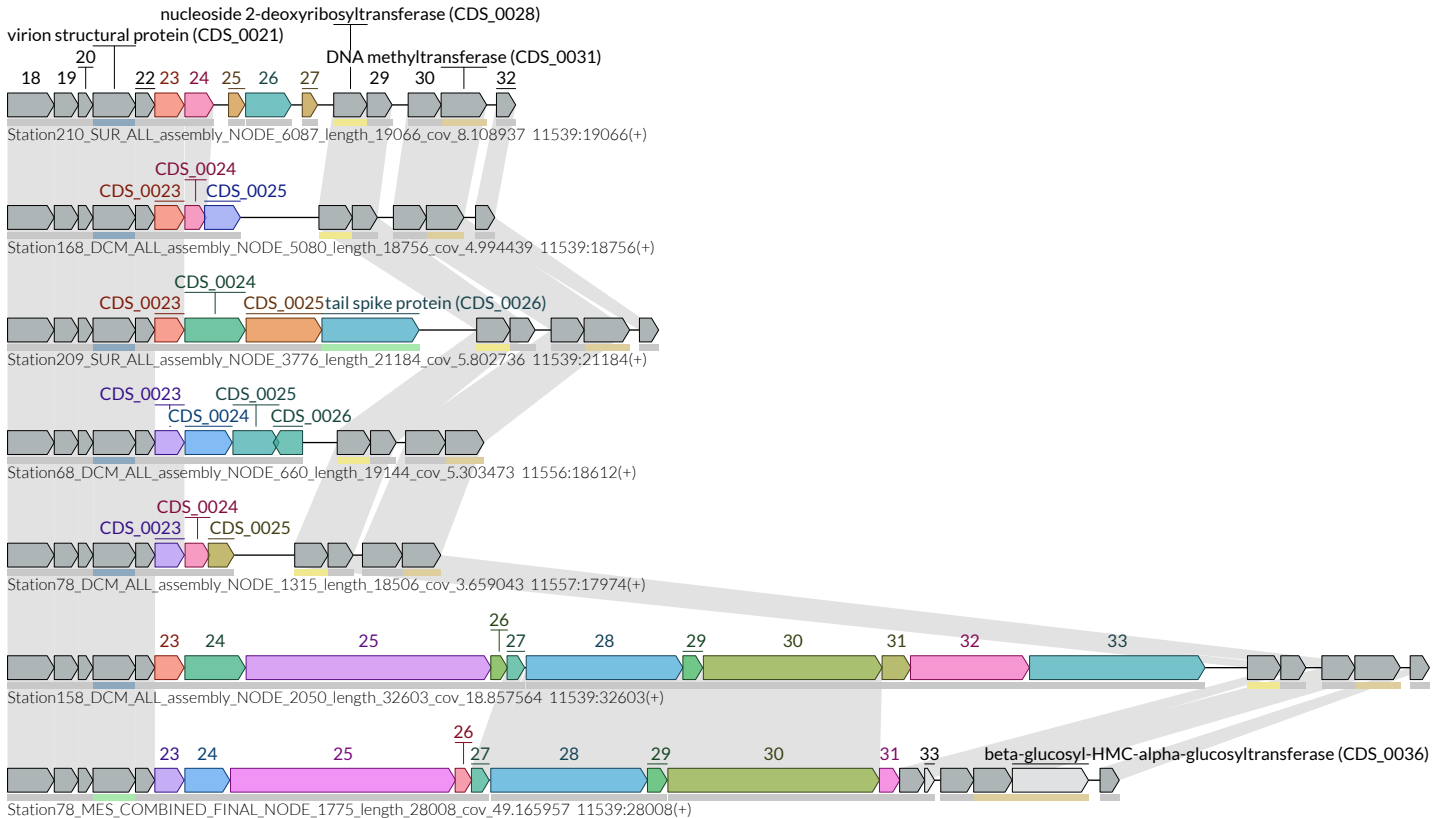 nucleoside 2-deoxyribosyltransferase (CDS_0028)
virion structural protein (CDS_0021)
20 DNA methyltransferase (CDS_0031)
18 19 22 23 24 25 26 27 29 30 32
Station210_SUR_ALL_assembly_NODE_6087_length_19066_cov_8.108937 11539:19066(+)
CDS_0024
CDS_0023 CDS_0025
Station168_DCM_ALL_assembly_NODE_5080_length_18756_cov_4.994439 11539:18756(+)
CDS_0024
CDS_0023 CDS_0025 tail spike protein (CDS_0026)
Station209_SUR_ALL_assembly_NODE_3776_length_21184_cov_5.802736 11539:21184(+)
CDS_0023 CDS_0025
CDS_0024 CDS_0026
Station68_DCM_ALL_assembly_NODE_660_length_19144_cov_5.303473 11556:18612(+)
CDS_0024
CDS_0023 CDS_0025
Station78_DCM_ALL_assembly_NODE_1315_length_18506_cov_3.659043 11557:17974(+)
26
23 24 25 27 28 29 30 31 32 33
Station158_DCM_ALL_assembly_NODE_2050_length_32603_cov_18.857564 11539:32603(+)
26
23 24 25 27 28 29 30 31 33 beta-glucosyl-HMC-alpha-glucosyltransferase (CDS_0036)
Station78_MES_COMBINED_FINAL_NODE_1775_length_28008_cov_49.165957 11539:28008(+)